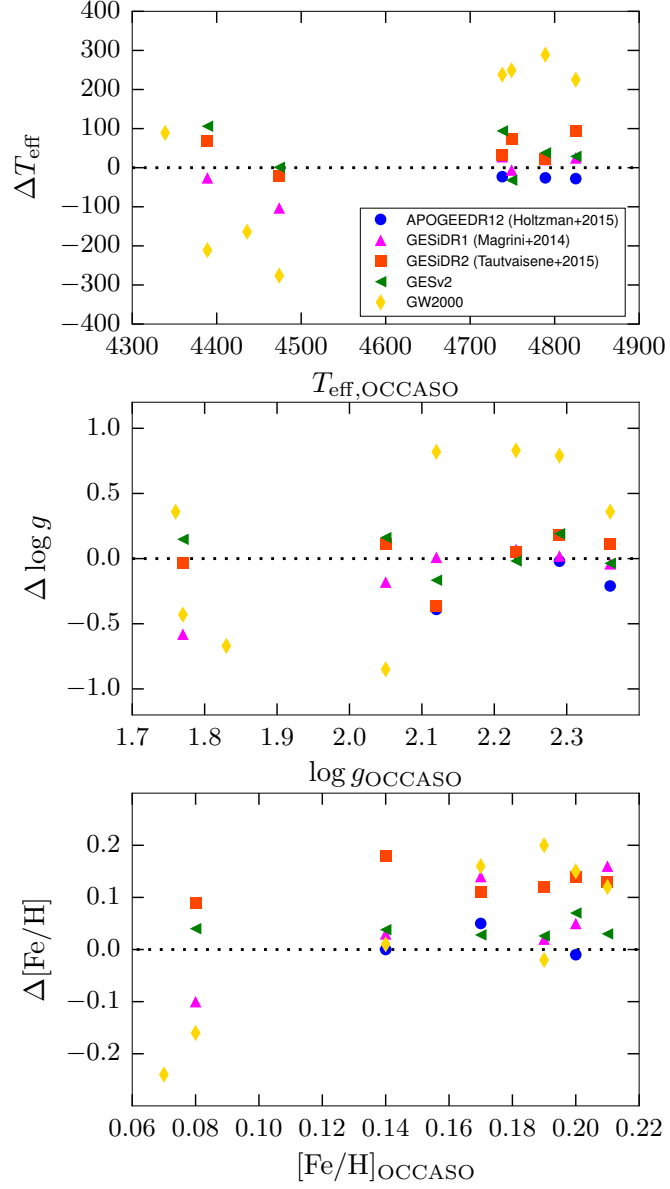 400
300
200
100
0
−100
−200
−300
−400
ΔT_eff
APOGEEDR12 (Holtzman+2015)
GESiDR1 (Magrini+2014)
GESiDR2 (Tautvaisene+2015)
GESv2
GW2000
4300 4400 4500 4600 4700 4800 4900
T_eff,OCCASO
1.0
0.5
0.0
−0.5
−1.0
Δ log g
1.7 1.8 1.9 2.0 2.1 2.2 2.3
log g_OCCASO
0.2
0.1
0.0
−0.1
−0.2
Δ[Fe/H]
0.06 0.08 0.10 0.12 0.14 0.16 0.18 0.20 0.22
[Fe/H]_OCCASO